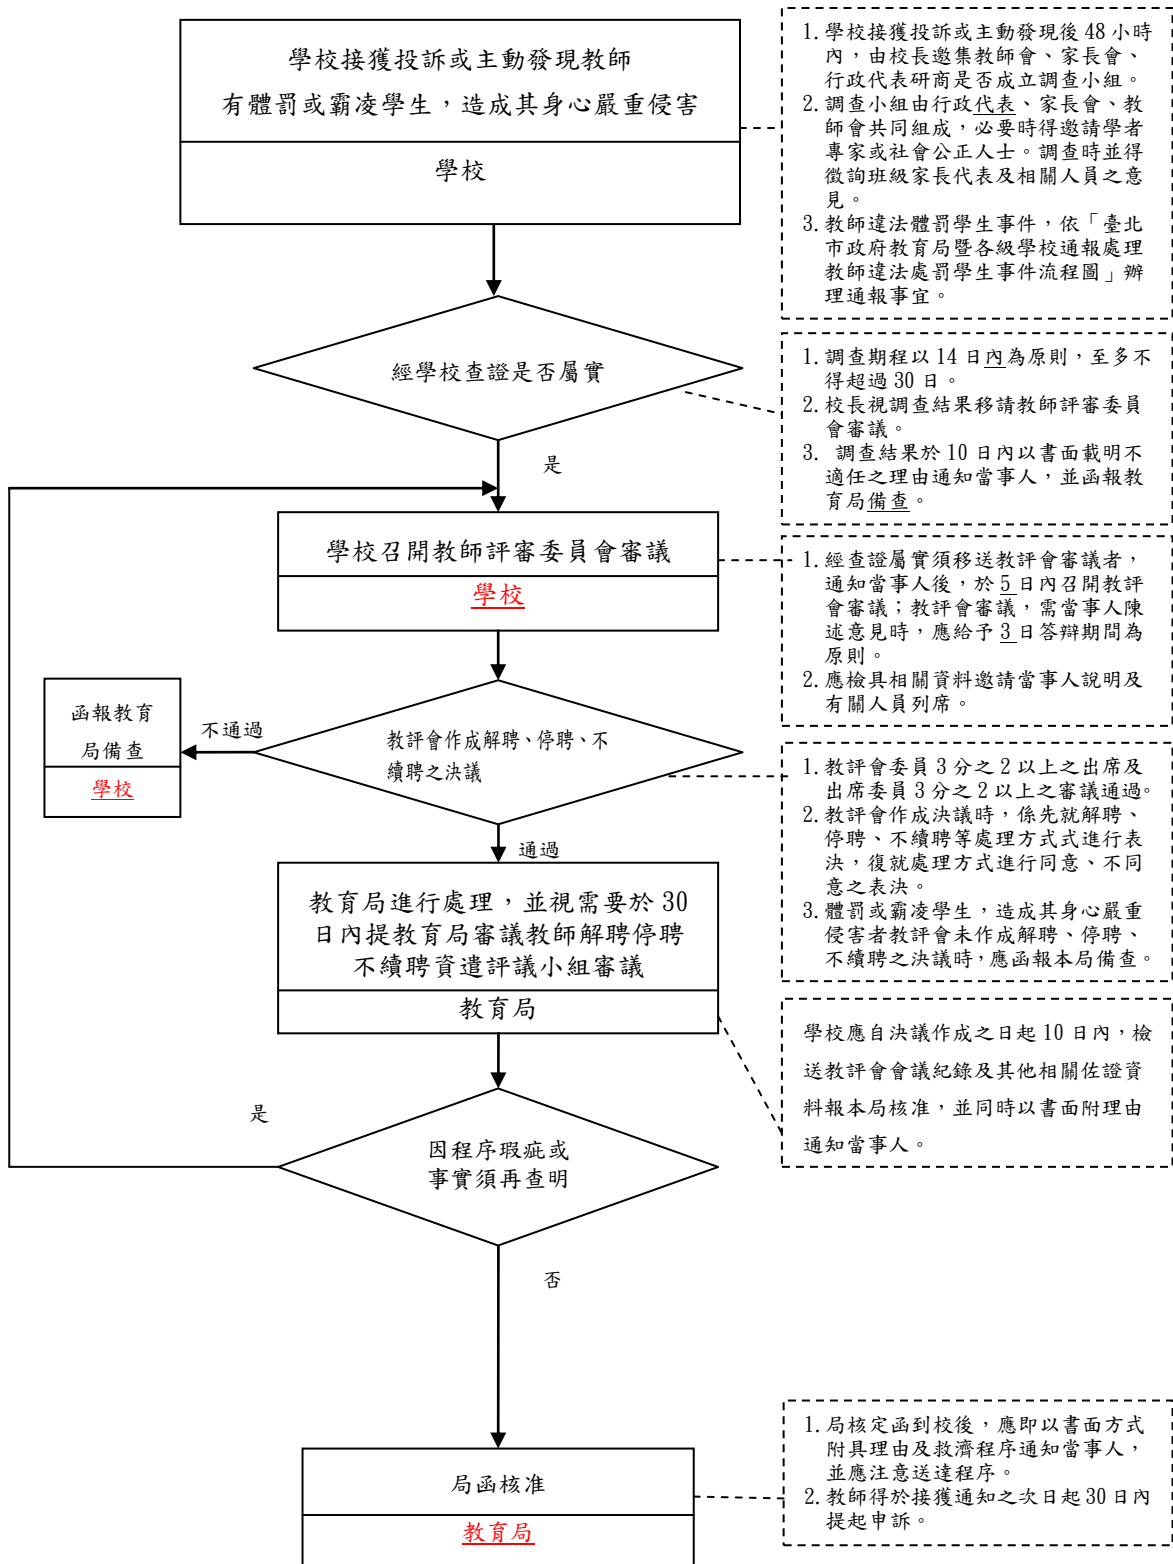 學校接獲投訴或主動發現教師
有體罰或霸凌學生，造成其身心嚴重侵害
學校
1. 學校接獲投訴或主動發現後 48 小時
內，由校長邀集教師會、家長會、
行政代表研商是否成立調查小組。
2. 調查小組由行政代表、家長會、教
師會共同組成，必要時得邀請學者
專家或社會公正人士。調查時並得
徵詢班級家長代表及相關人員之意
見。
3. 教師違法體罰學生事件，依「臺北
市政府教育局暨各級學校通報處理
教師違法處罰學生事件流程圖」辦
理通報事宜。
經學校查證是否屬實
1. 調查期程以 14 日內為原則，至多不
得超過 30 日。
2. 校長視調查結果移請教師評審委員
會審議。
3. 調查結果於 10 日內以書面載明不
適任之理由通知當事人，並函報教
育局備查。
是
學校召開教師評審委員會審議
學校
1. 經查證屬實須移送教評會審議者，
通知當事人後，於 5 日內召開教評
會審議；教評會審議，需當事人陳
述意見時，應給予 3 日答辯期間為
原則。
2. 應檢具相關資料邀請當事人說明及
有關人員列席。
函報教育
局備查
學校
不通過
教評會作成解聘、停聘、不
續聘之決議
1. 教評會委員 3 分之 2 以上之出席及
出席委員 3 分之 2 以上之審議通過。
2. 教評會作成決議時，係先就解聘、
停聘、不續聘等處理方式式進行表
決，復就處理方式進行同意、不同
意之表決。
3. 體罰或霸凌學生，造成其身心嚴重
侵害者教評會未作成解聘、停聘、
不續聘之決議時，應函報本局備查。
通過
教育局進行處理，並視需要於 30
日內提教育局審議教師解聘停聘
不續聘資遣評議小組審議
教育局
學校應自決議作成之日起 10 日內，檢
送教評會會議紀錄及其他相關佐證資
料報本局核准，並同時以書面附理由
通知當事人。
是
因程序瑕疵或
事實須再查明
否
局函核准
教育局
1. 局核定函到校後，應即以書面方式
附具理由及救濟程序通知當事人，
並應注意送達程序。
2. 教師得於接獲通知之次日起 30 日內
提起申訴。